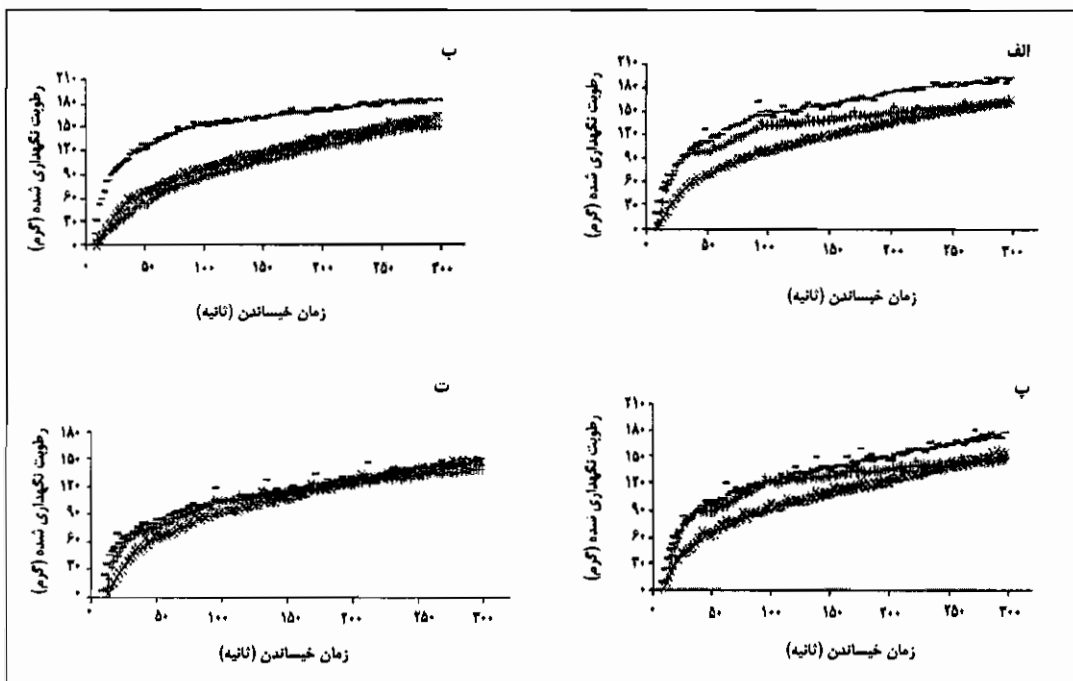 الف
رطوبت نگهداری شده (گرم)
۲۱۰
۱۸۰
۱۵۰
۱۲۰
۹۰
۶۰
۳۰
۰
۰ ۵۰ ۱۰۰ ۱۵۰ ۲۰۰ ۲۵۰ ۳۰۰
زمان خیساندن (ثانیه)
ب
رطوبت نگهداری شده (گرم)
۲۱۰
۱۸۰
۱۵۰
۱۲۰
۹۰
۶۰
۳۰
۰
۰ ۵۰ ۱۰۰ ۱۵۰ ۲۰۰ ۲۵۰ ۳۰۰
زمان خیساندن (ثانیه)
پ
رطوبت نگهداری شده (گرم)
۲۱۰
۱۸۰
۱۵۰
۱۲۰
۹۰
۶۰
۳۰
۰
۰ ۵۰ ۱۰۰ ۱۵۰ ۲۰۰ ۲۵۰ ۳۰۰
زمان خیساندن (ثانیه)
ت
رطوبت نگهداری شده (گرم)
۱۸۰
۱۵۰
۱۲۰
۹۰
۶۰
۳۰
۰
۰ ۵۰ ۱۰۰ ۱۵۰ ۲۰۰ ۲۵۰ ۳۰۰
زمان خیساندن (ثانیه)